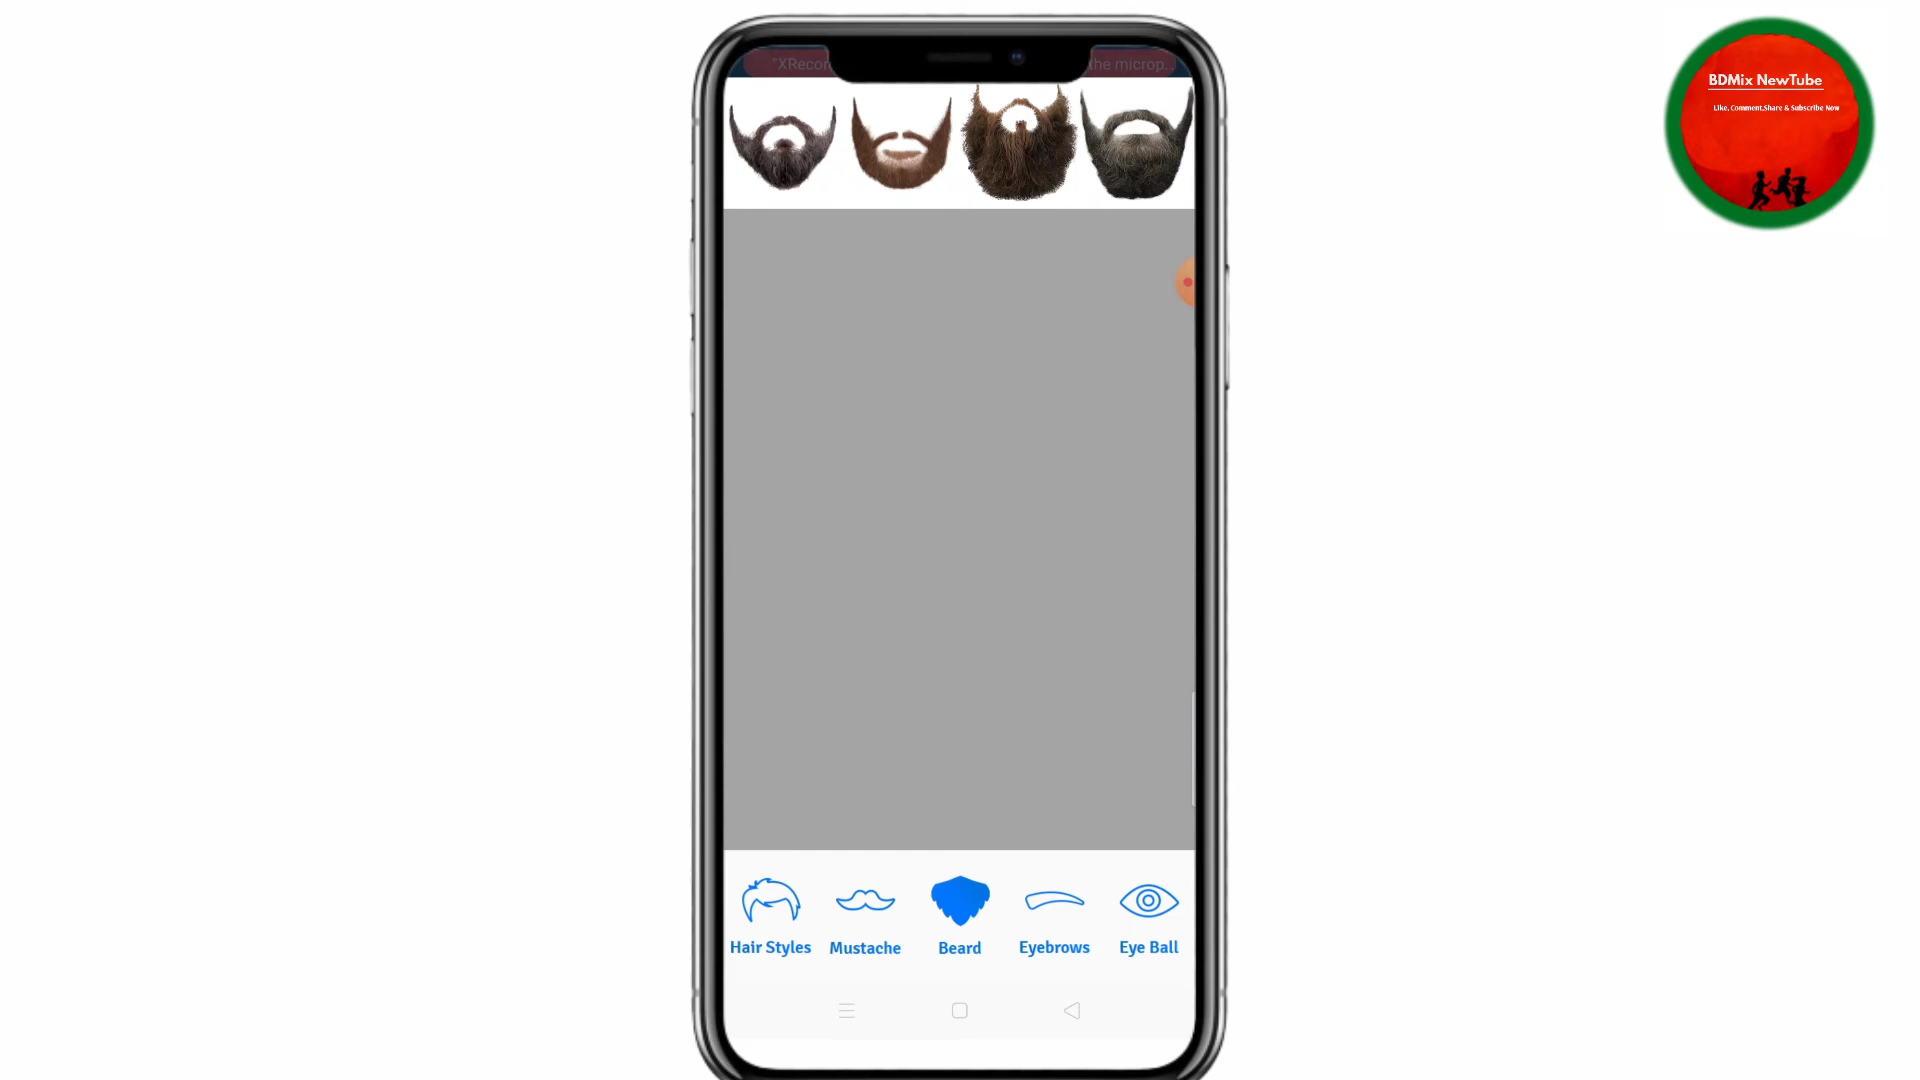 "XRecor
the microp...
BDMix NewTube
Like, Comment,Share & Subscribe Now
Hair Styles
Mustache
Beard
Eyebrows
Eye Ball